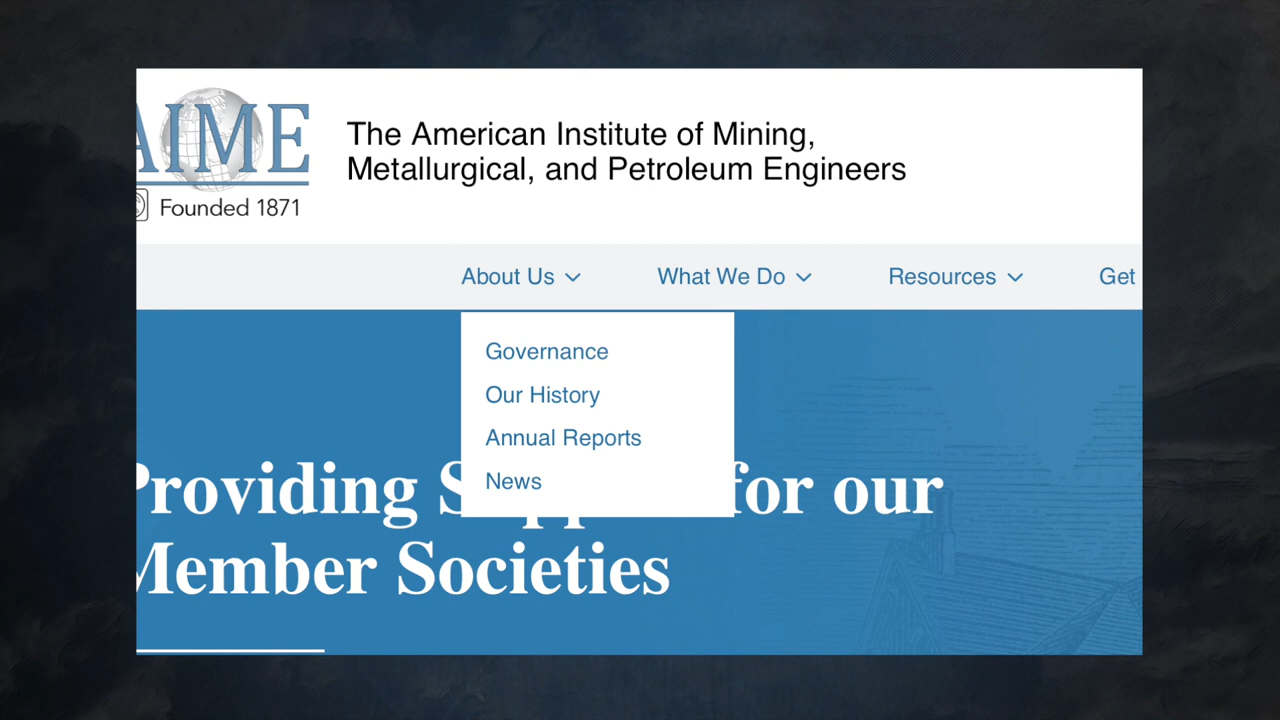 AIME
Founded 1871
The American Institute of Mining,
Metallurgical, and Petroleum Engineers
About Us
What We Do
Resources
Get
Governance
Our History
Annual Reports
News
Providing for our
Member Societies